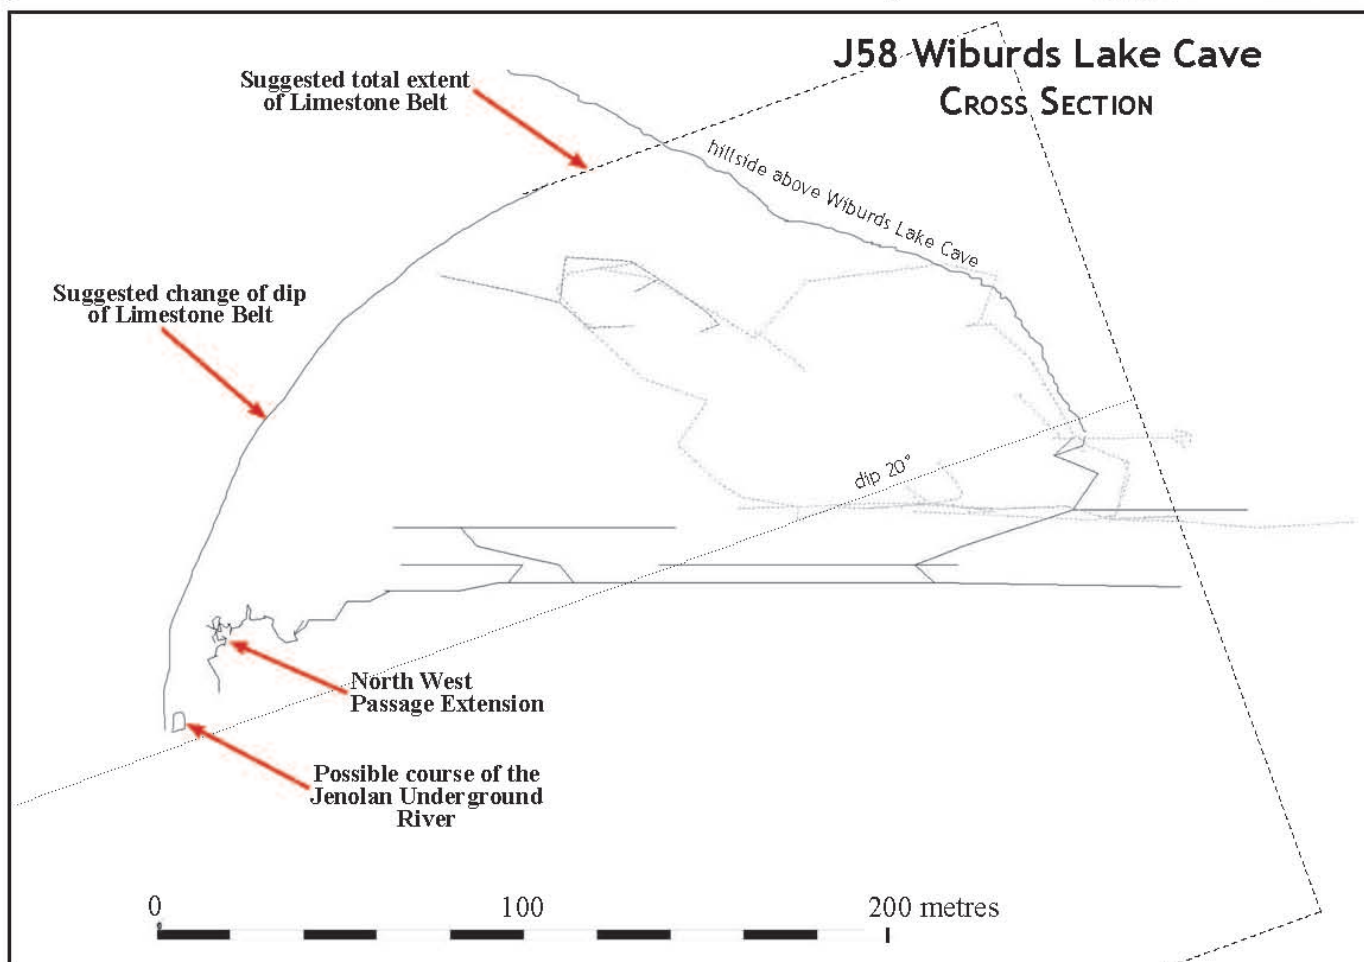 J58 Wiburds Lake Cave
CROSS SECTION
Suggested total extent
of Limestone Belt
hillside above Wiburds Lake Cave
Suggested change of dip
of Limestone Belt
dip 20°
North West
Passage Extension
Possible course of the
Jenolan Underground
River
0 100 200 metres